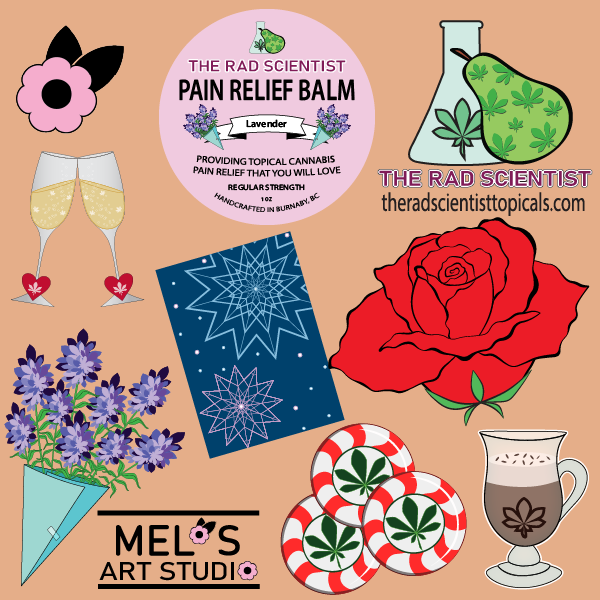 THE RAD SCIENTIST
PAIN RELIEF BALM
Lavender
PROVIDING TOPICAL CANNABIS
PAIN RELIEF THAT YOU WILL LOVE
REGULAR STRENGTH
1 OZ
HANDCRAFTED IN BURNABY, BC
THE RAD SCIENTIST
theradscientisttopicals.com
MEL'S
ART STUDIO